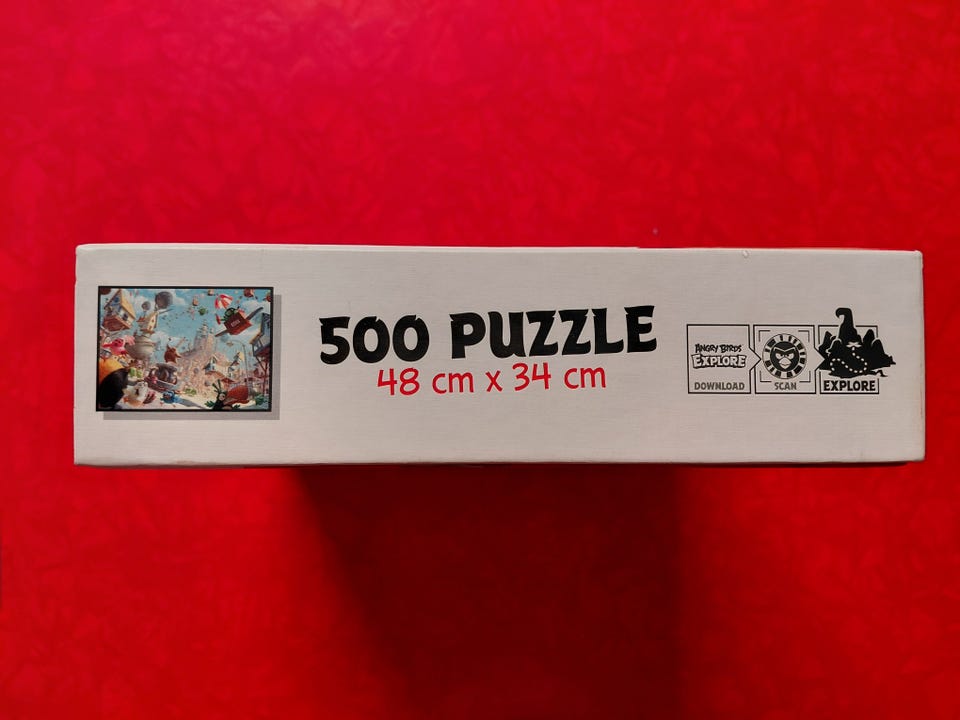 500 PUZZLE
48 cm x 34 cm
ANGRY BIRDS
EXPLORE
DOWNLOAD
SCAN
EXPLORE